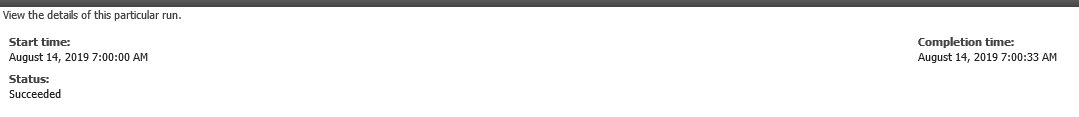 View the details of this particular run.
Start time:
August 14, 2019 7:00:00 AM
Completion time:
August 14, 2019 7:00:33 AM
Status:
Succeeded